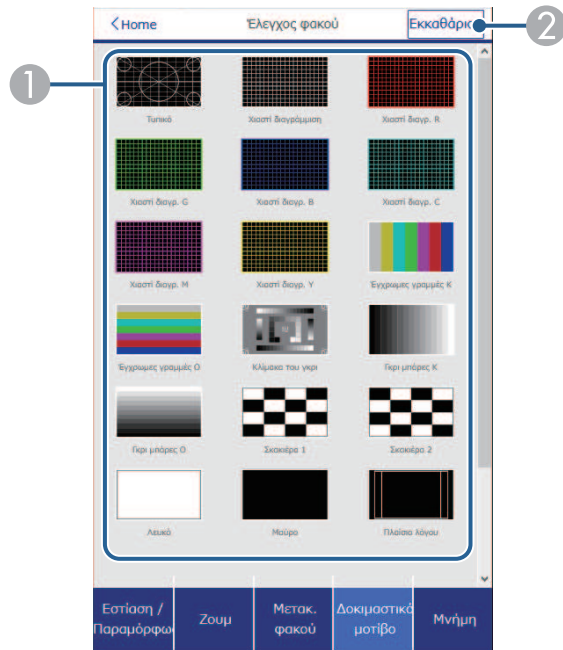 Home
Έλεγχος φακού
Εκκαθάρισ
2
1
Τυπικό
Χιαστί διαγράμμιση
Χιαστί διαγρ. R
Χιαστί διαγρ. G
Χιαστί διαγρ. B
Χιαστί διαγρ. C
Χιαστί διαγρ. M
Χιαστί διαγρ. Y
Έγχρωμες γραμμές Κ
Έγχρωμες γραμμές Ο
Κλίμακα του γκρι
Γκρι μπάρες Κ
Γκρι μπάρες Ο
Σκακιέρα 1
Σκακιέρα 2
Λευκό
Μαύρο
Πλαίσιο λόγου
Εστίαση /
Παραμόρφω
Ζουμ
Μετακ.
φακού
Δοκιμαστικό
μοτίβο
Μνήμη